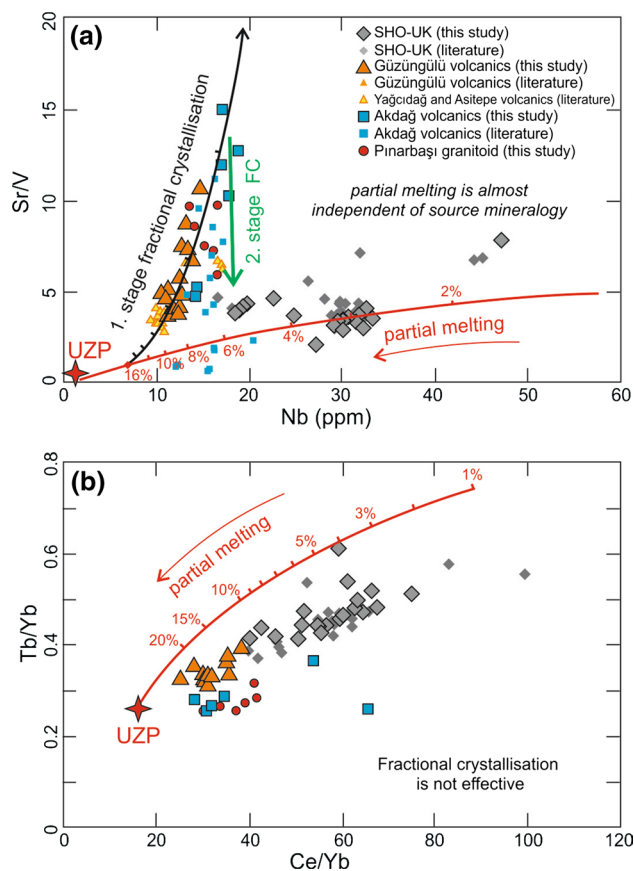 (a)
20
15
10
5
0
Sr/V
SHO-UK (this study)
SHO-UK (literature)
Güzüngülü volcanics (this study)
Güzüngülü volcanics (literature)
Yağcıdağ and Asitepe volcanics (literature)
Akdağ volcanics (this study)
Akdağ volcanics (literature)
Pınarbaşı granitoid (this study)
1. stage fractional crystallisation
2. stage FC
partial melting is almost
independent of source mineralogy
2%
4%
6%
8%
10%
16%
partial melting
UZP
0 10 20 30 40 50 60
Nb (ppm)
(b)
0.8
0.6
0.4
0.2
0
Tb/Yb
1%
3%
5%
10%
15%
20%
partial melting
UZP
Fractional crystallisation
is not effective
0 20 40 60 80 100 120
Ce/Yb